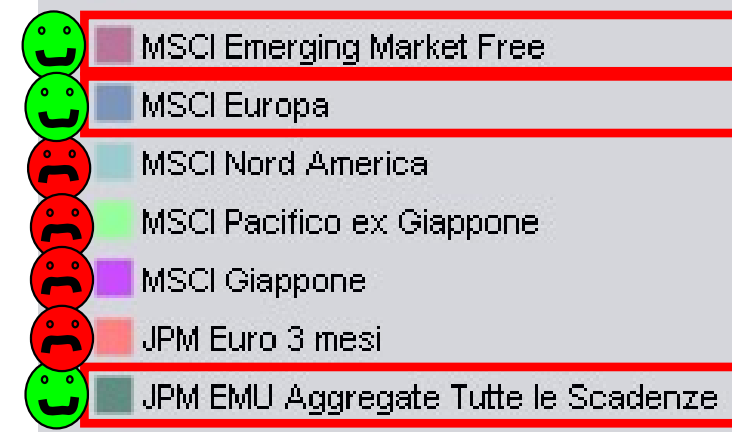 MSCI Emerging Market Free
MSCI Europa
MSCI Nord America
MSCI Pacifico ex Giappone
MSCI Giappone
JPM Euro 3 mesi
JPM EMU Aggregate Tutte le Scadenze